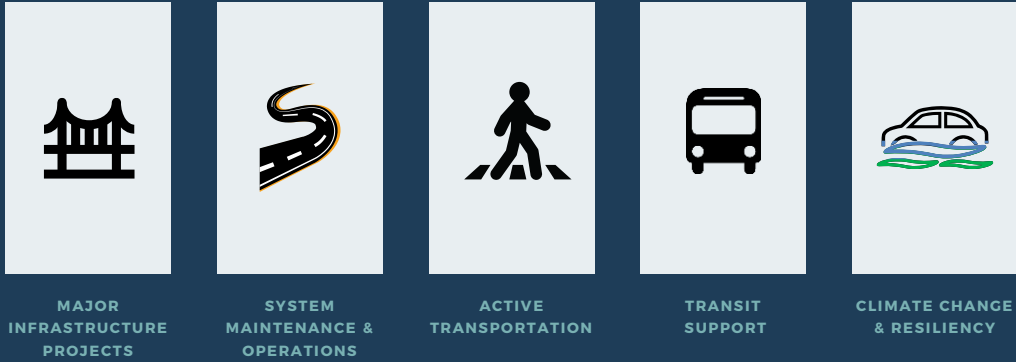 MAJOR
INFRASTRUCTURE
PROJECTS
SYSTEM
MAINTENANCE &
OPERATIONS
ACTIVE
TRANSPORTATION
TRANSIT
SUPPORT
CLIMATE CHANGE
& RESILIENCY